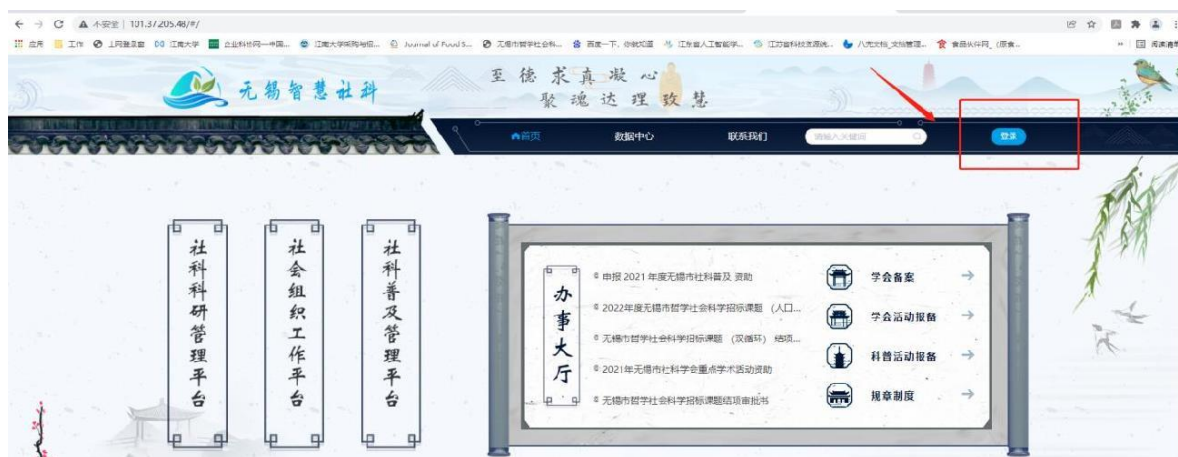 不安全 | 101.37.205.48/#/
应用 工作 上网登录窗 江南大学 企业科协网—中国... 江南大学采购与招... Journal of Food S... 无锡市哲学社会科... 百度一下,你就知道 江苏省人工智能学... 江苏省科技资源统... 八兆文档_文档管理... 食品伙伴网_(原食... » 阅读清单
无锡智慧社科
至德求真凝心
聚魂达理致慧
首页 数据中心 联系我们 请输入关键词 登录
社科科研管理平台
社会组织工作平台
社科普及管理平台
办事大厅
申报 2021 年度无锡市社科普及 资助
2022年度无锡市哲学社会科学招标课题 (人口...
无锡市哲学社会科学招标课题 (双循环) 结项...
2021年无锡市社科学会重点学术活动资助
无锡市哲学社会科学招标课题结项审批书
学会备案
学会活动报备
科普活动报备
规章制度